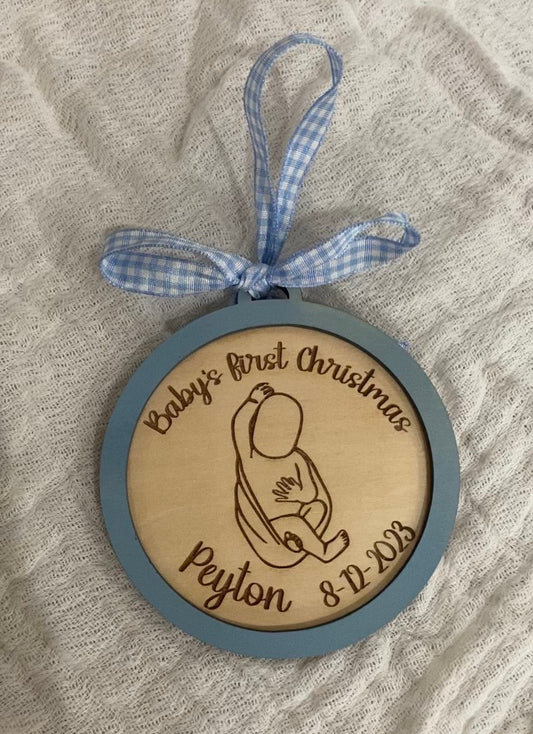 Baby's first Christmas
Peyton
8-12-2023